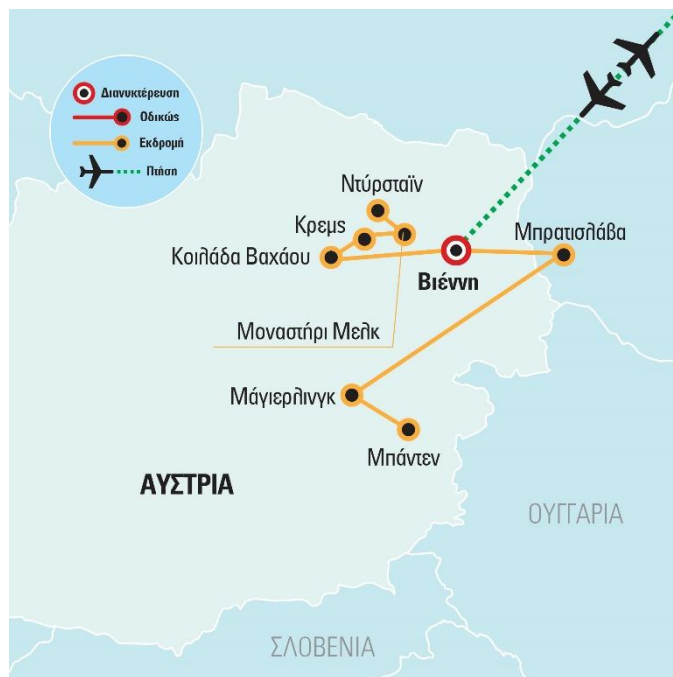 Διανυκτέρευση
Οδικώς
Εκδρομή
Πτήση
Ντύρσταϊν
Κρεμς
Κοιλάδα Βαχάου
Μπρατισλάβα
Βιέννη
Μοναστήρι Μελκ
Μάγιερλινγκ
Μπάντεν
ΑΥΣΤΡΙΑ
ΟΥΓΓΑΡΙΑ
ΣΛΟΒΕΝΙΑ